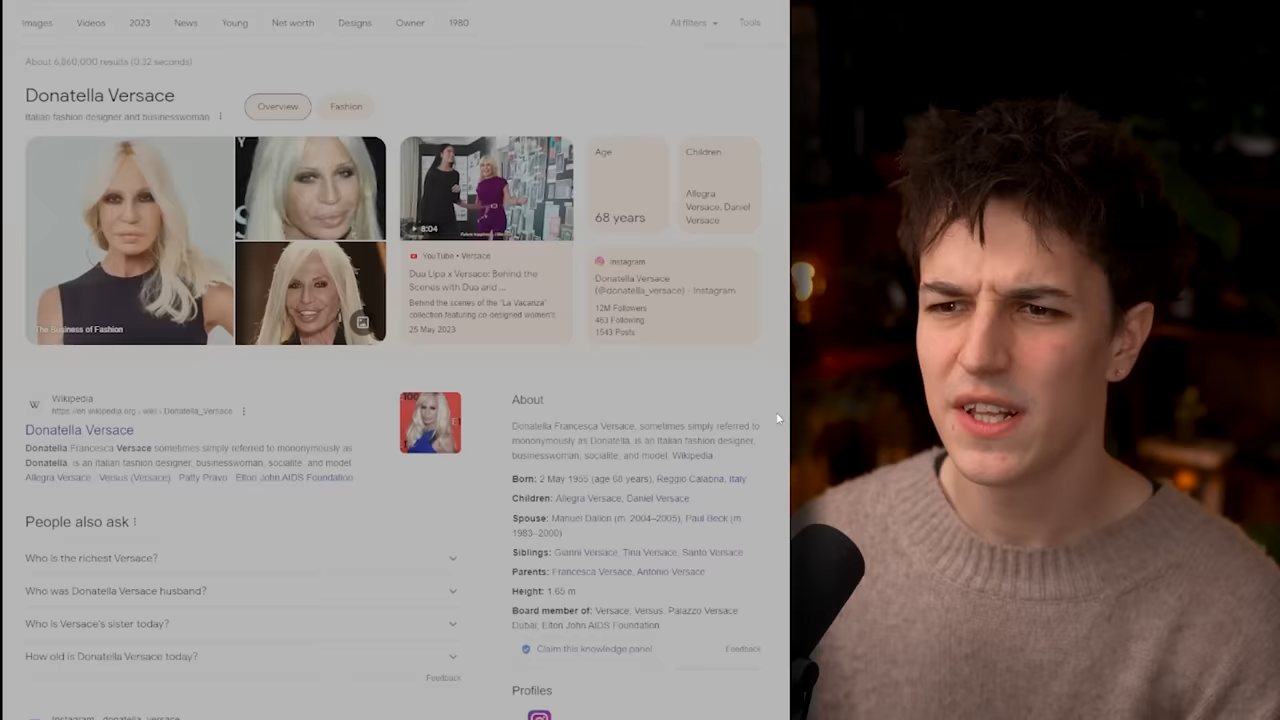 Images Videos 2023 News Young Net worth Designs Owner 1980 All filters Tools
About 6,860,000 results (0.32 seconds)
Donatella Versace
Italian fashion designer and businesswoman
Overview Fashion
The Business of Fashion
8:04
YouTube • Versace
Dua Lipa x Versace: Behind the
Scenes with Dua and ...
Behind the scenes of the "La Vacanza"
collection featuring co-designed women's
25 May 2023
Age
68 years
Children
Allegra
Versace, Daniel
Versace
Instagram
Donatella Versace
(@donatella_versace) - Instagram
12M Followers
463 Following
1543 Posts
W
Wikipedia
https://en.wikipedia.org › wiki › Donatella_Versace
Donatella Versace
Donatella Francesca Versace sometimes simply referred to mononymously as
Donatella, is an Italian fashion designer, businesswoman, socialite, and model.
Allegra Versace Versus (Versace) Patty Pravo Elton John AIDS Foundation
People also ask
Who is the richest Versace?
Who was Donatella Versace husband?
Who is Versace's sister today?
How old is Donatella Versace today?
Feedback
Instagram · donatella_versace
About
Donatella Francesca Versace, sometimes simply referred to
mononymously as Donatella, is an Italian fashion designer,
businesswoman, socialite, and model. Wikipedia
Born: 2 May 1955 (age 68 years), Reggio Calabria, Italy
Children: Allegra Versace, Daniel Versace
Spouse: Manuel Dallori (m. 2004–2005), Paul Beck (m.
1983–2000)
Siblings: Gianni Versace, Tina Versace, Santo Versace
Parents: Francesca Versace, Antonio Versace
Height: 1.65 m
Board member of: Versace, Versus, Palazzo Versace
Dubai, Elton John AIDS Foundation
Claim this knowledge panel
Feedback
Profiles